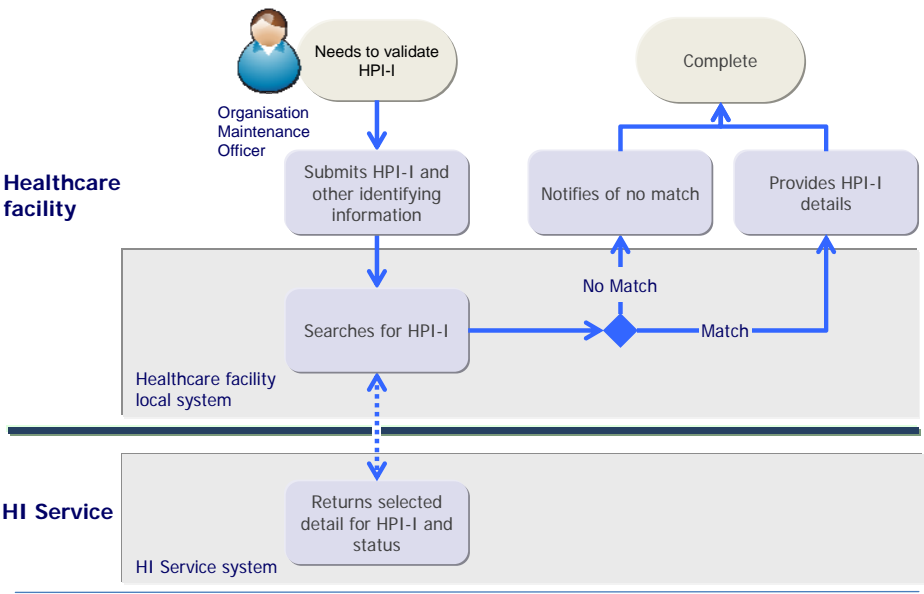 Needs to validate
HPI-I
Complete
Organisation
Maintenance
Officer
Healthcare
facility
Submits HPI-I and
other identifying
information
Notifies of no match
Provides HPI-I
details
No Match
Searches for HPI-I
Match
Healthcare facility
local system
HI Service
Returns selected
detail for HPI-I and
status
HI Service system